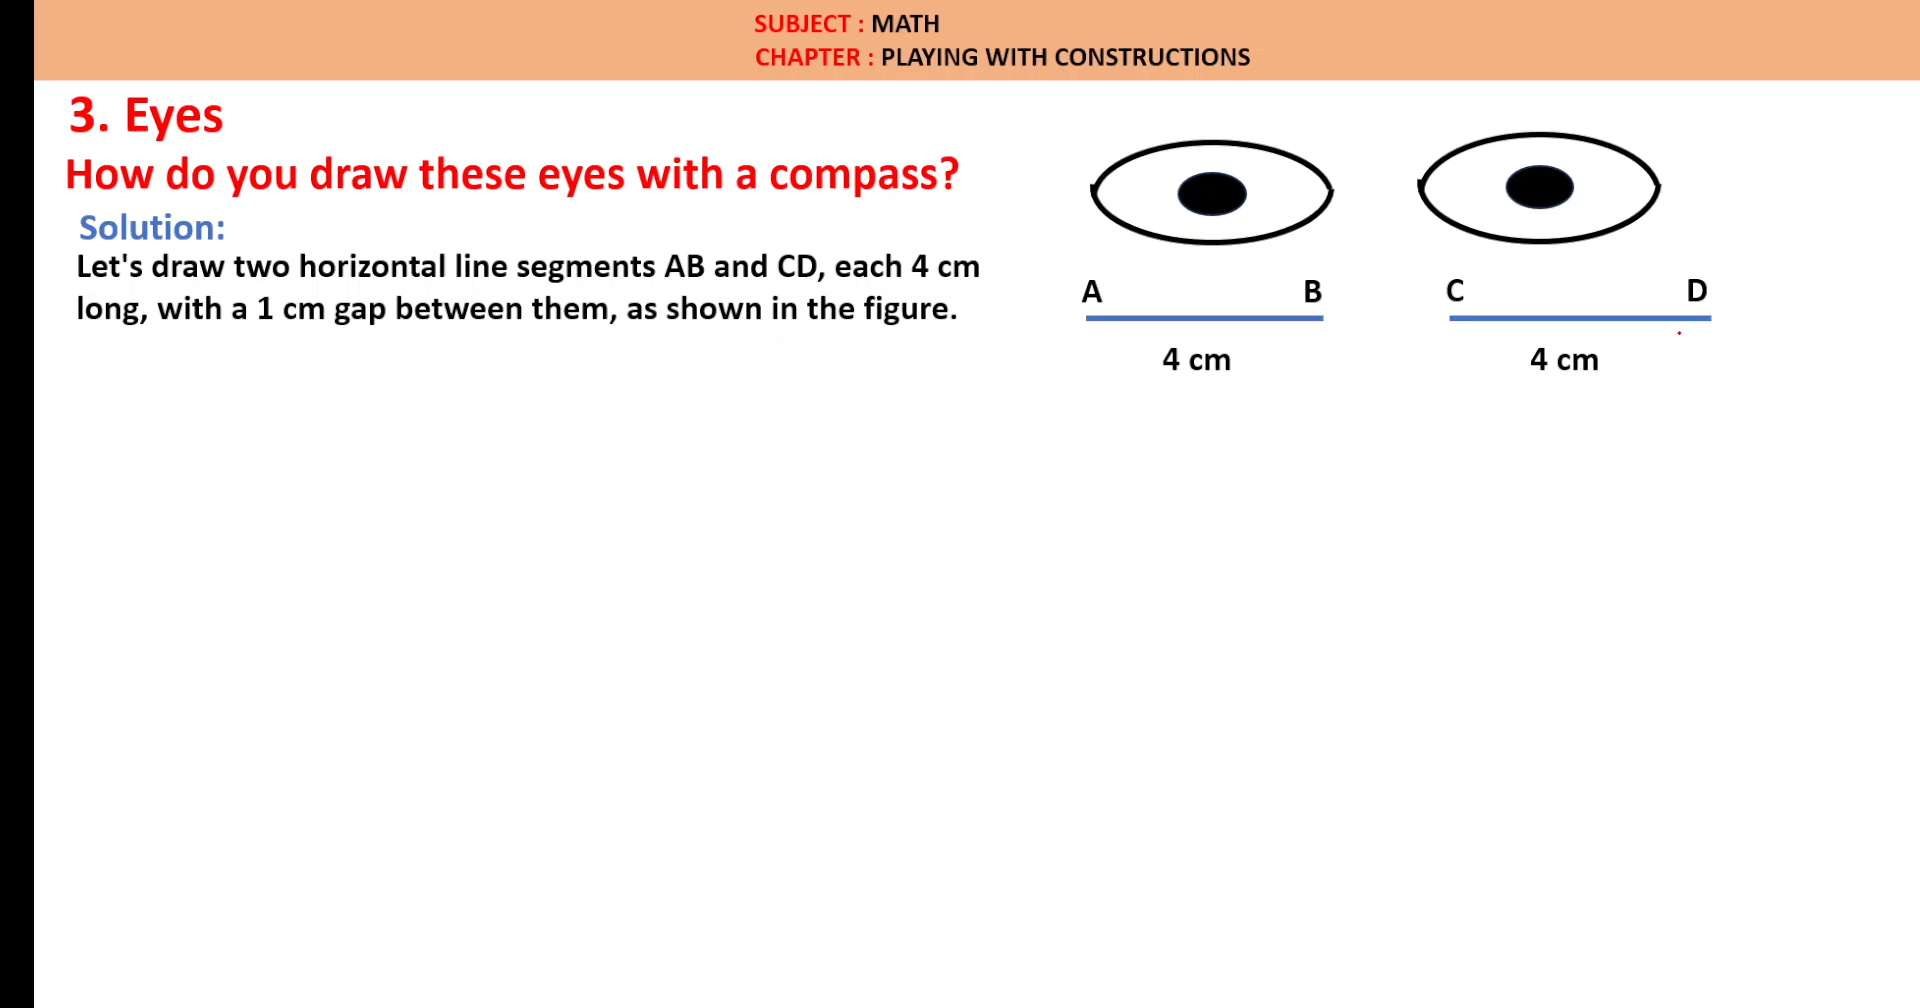 SUBJECT : MATH
CHAPTER : PLAYING WITH CONSTRUCTIONS
3. Eyes
How do you draw these eyes with a compass?
Solution:
Let's draw two horizontal line segments AB and CD, each 4 cm
long, with a 1 cm gap between them, as shown in the figure.
A B C D
4 cm 4 cm